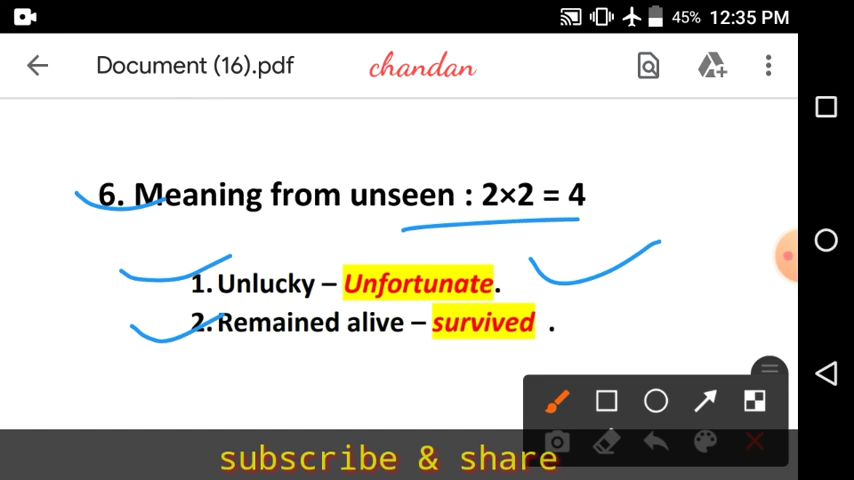 45% 12:35 PM
Document (16).pdf chandan
6. Meaning from unseen : 2×2 = 4
1. Unlucky – Unfortunate.
2. Remained alive – survived .
subscribe & share